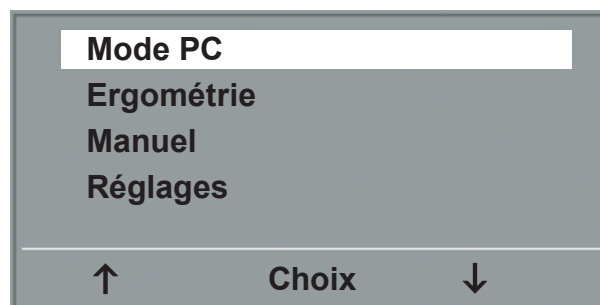 Mode PC
Ergométrie
Manuel
Réglages
↑ Choix ↓